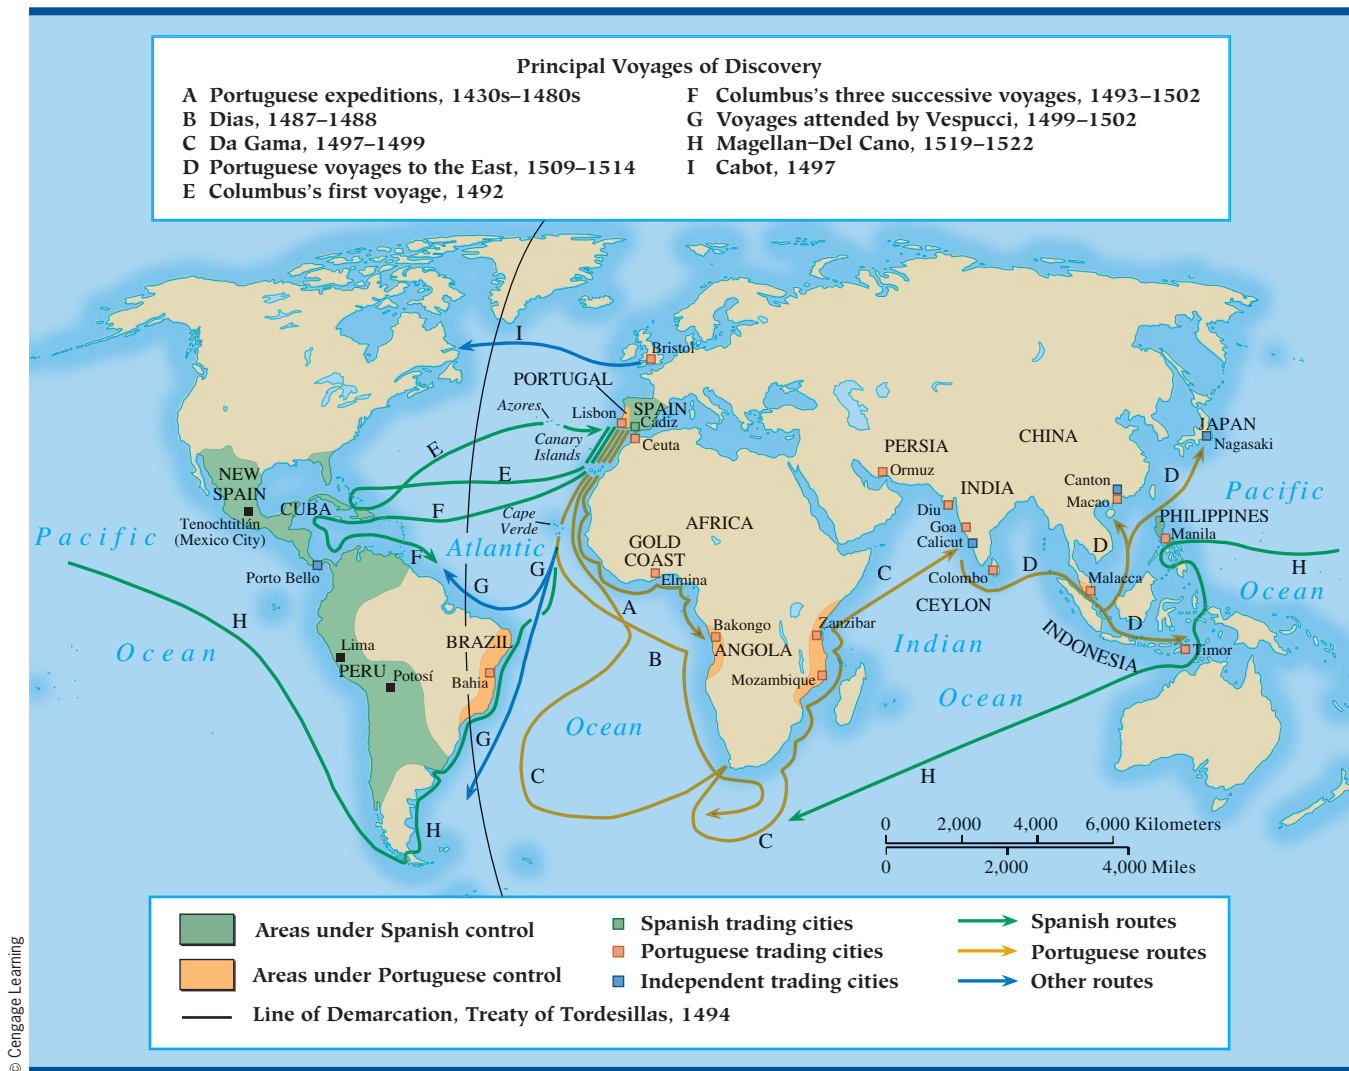 Principal Voyages of Discovery
A Portuguese expeditions, 1430s–1480s
B Dias, 1487–1488
C Da Gama, 1497–1499
D Portuguese voyages to the East, 1509–1514
E Columbus's first voyage, 1492
F Columbus's three successive voyages, 1493–1502
G Voyages attended by Vespucci, 1499–1502
H Magellan–Del Cano, 1519–1522
I Cabot, 1497
I
Bristol
PORTUGAL
Azores
Lisbon
SPAIN
Cádiz
Ceuta
Canary
Islands
E
E
F
F
NEW
SPAIN
CUBA
Tenochtitlán
(Mexico City)
Porto Bello
Pacific
Ocean
H
Atlantic
Ocean
Cape
Verde
G
G
G
BRAZIL
Bahia
Lima
PERU
Potosí
H
AFRICA
GOLD
COAST
Elmina
A
B
C
C
C
Bakongo
ANGOLA
Zanzibar
Mozambique
PERSIA
Ormuz
INDIA
Diu
Goa
Calicut
Colombo
CEYLON
Indian
Ocean
CHINA
Canton
Macao
JAPAN
Nagasaki
D
D
D
D
PHILIPPINES
Manila
Malacca
INDONESIA
Timor
Pacific
Ocean
H
H
0 2,000 4,000 6,000 Kilometers
0 2,000 4,000 Miles
Areas under Spanish control
Areas under Portuguese control
Line of Demarcation, Treaty of Tordesillas, 1494
Spanish trading cities
Portuguese trading cities
Independent trading cities
Spanish routes
Portuguese routes
Other routes
© Cengage Learning